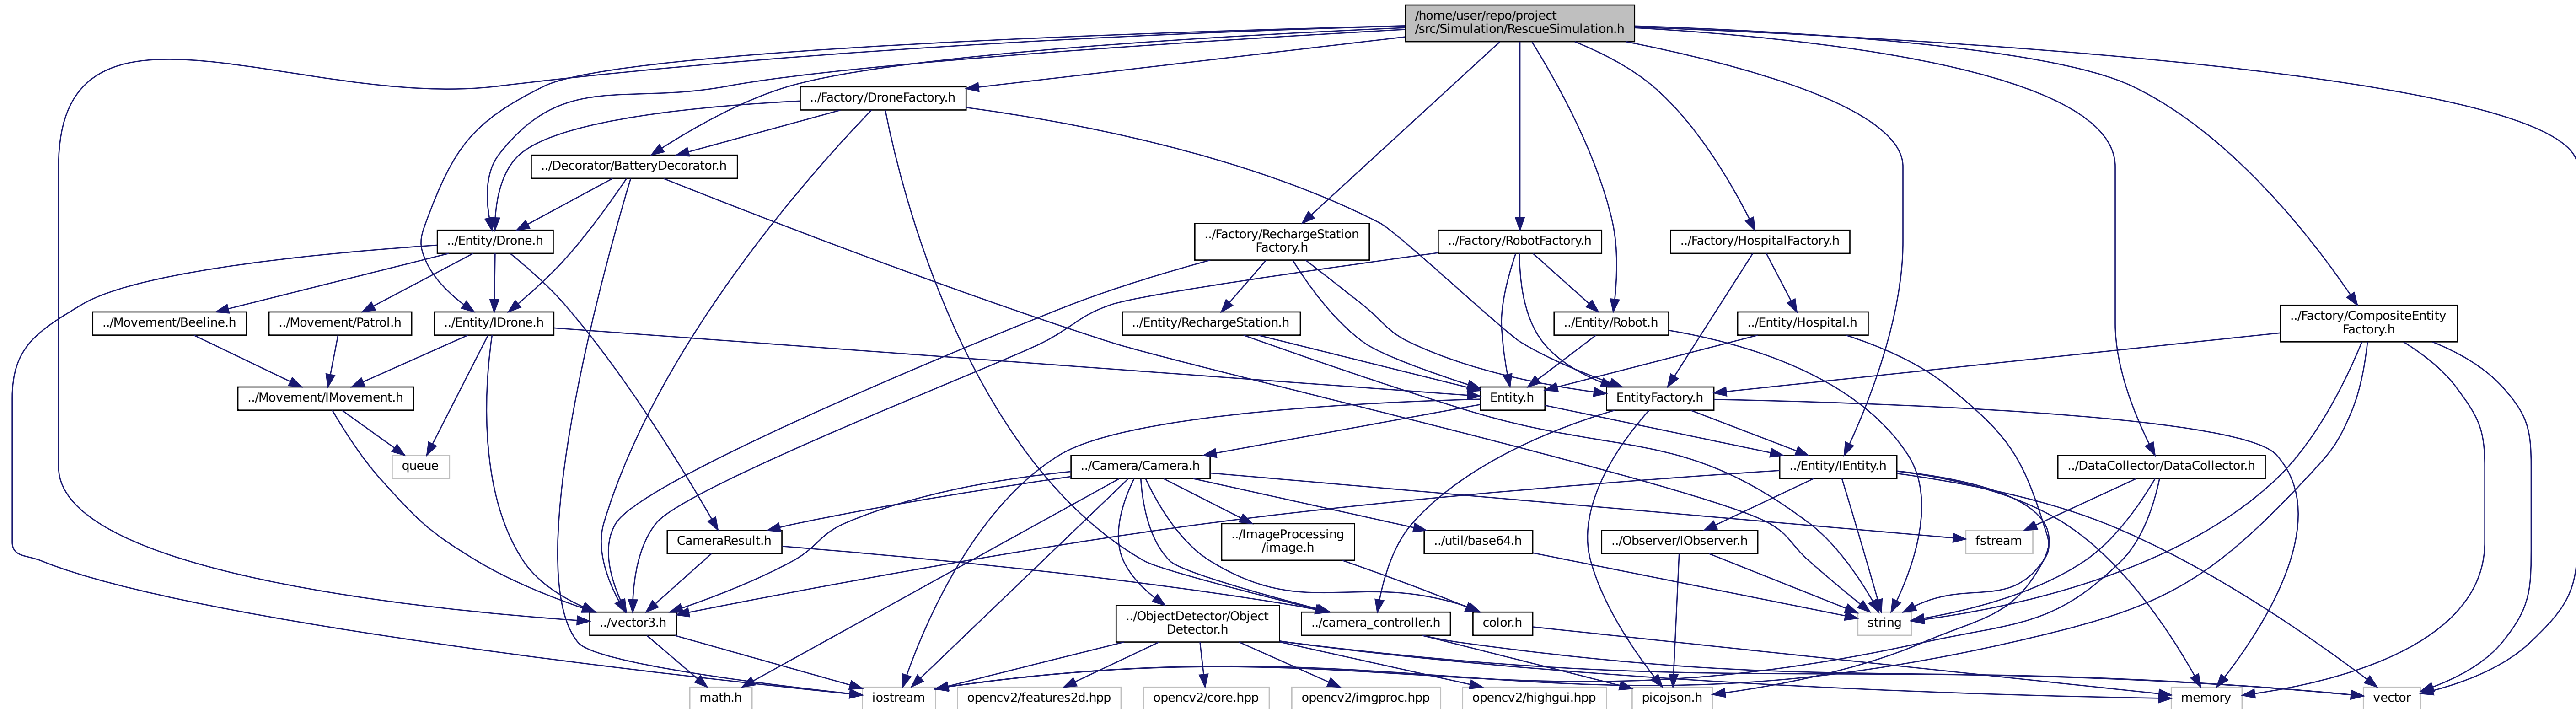 /home/user/repo/project
/src/Simulation/RescueSimulation.h
../Factory/DroneFactory.h
../Decorator/BatteryDecorator.h
../Entity/Drone.h
../Factory/RechargeStation
Factory.h
../Factory/RobotFactory.h
../Factory/HospitalFactory.h
../Movement/Beeline.h
../Movement/Patrol.h
../Entity/IDrone.h
../Entity/RechargeStation.h
../Entity/Robot.h
../Entity/Hospital.h
../Factory/CompositeEntity
Factory.h
../Movement/IMovement.h
Entity.h
EntityFactory.h
queue
../Camera/Camera.h
../Entity/IEntity.h
../DataCollector/DataCollector.h
CameraResult.h
../ImageProcessing
/image.h
../util/base64.h
../Observer/IObserver.h
fstream
../vector3.h
../ObjectDetector/Object
Detector.h
../camera_controller.h
color.h
string
math.h
iostream
opencv2/features2d.hpp
opencv2/core.hpp
opencv2/imgproc.hpp
opencv2/highgui.hpp
picojson.h
memory
vector